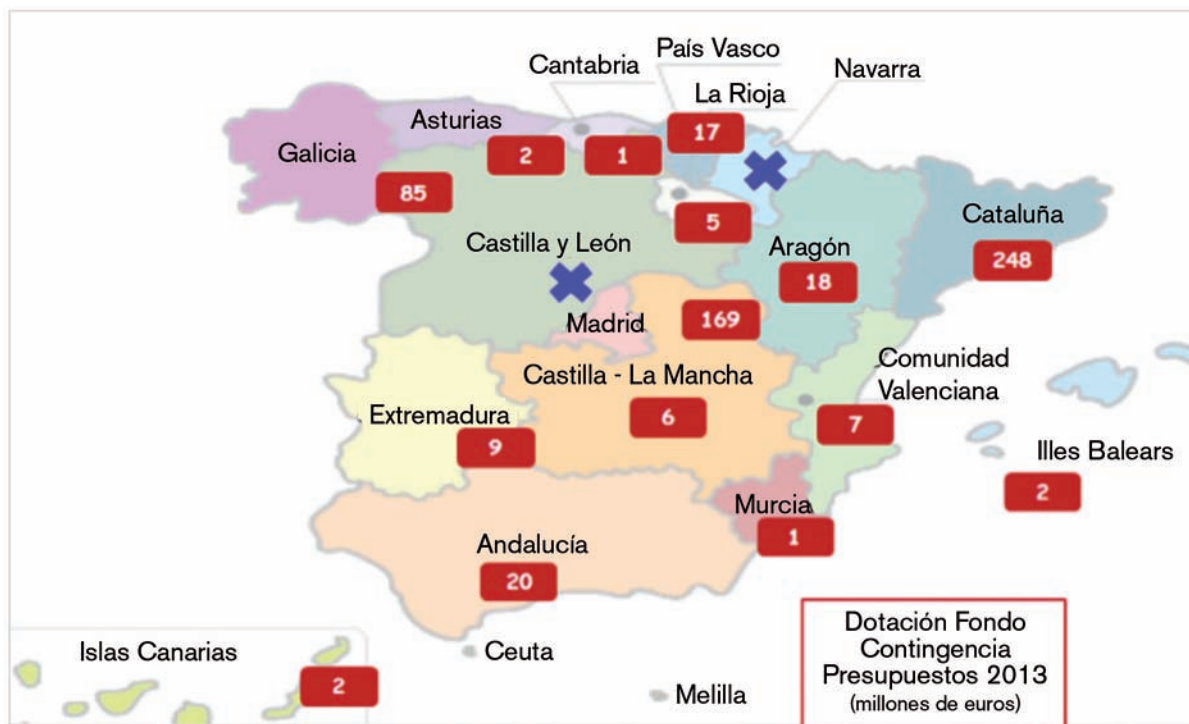 País Vasco
Cantabria
Navarra
La Rioja
Asturias
17
Galicia
2
1
85
Cataluña
5
Castilla y León
Aragón
248
18
Madrid
169
Comunidad
Valenciana
Castilla - La Mancha
Extremadura
6
7
9
Illes Balears
2
Murcia
1
Andalucía
20
Dotación Fondo
Contingencia
Presupuestos 2013
(millones de euros)
Islas Canarias
Ceuta
2
Melilla